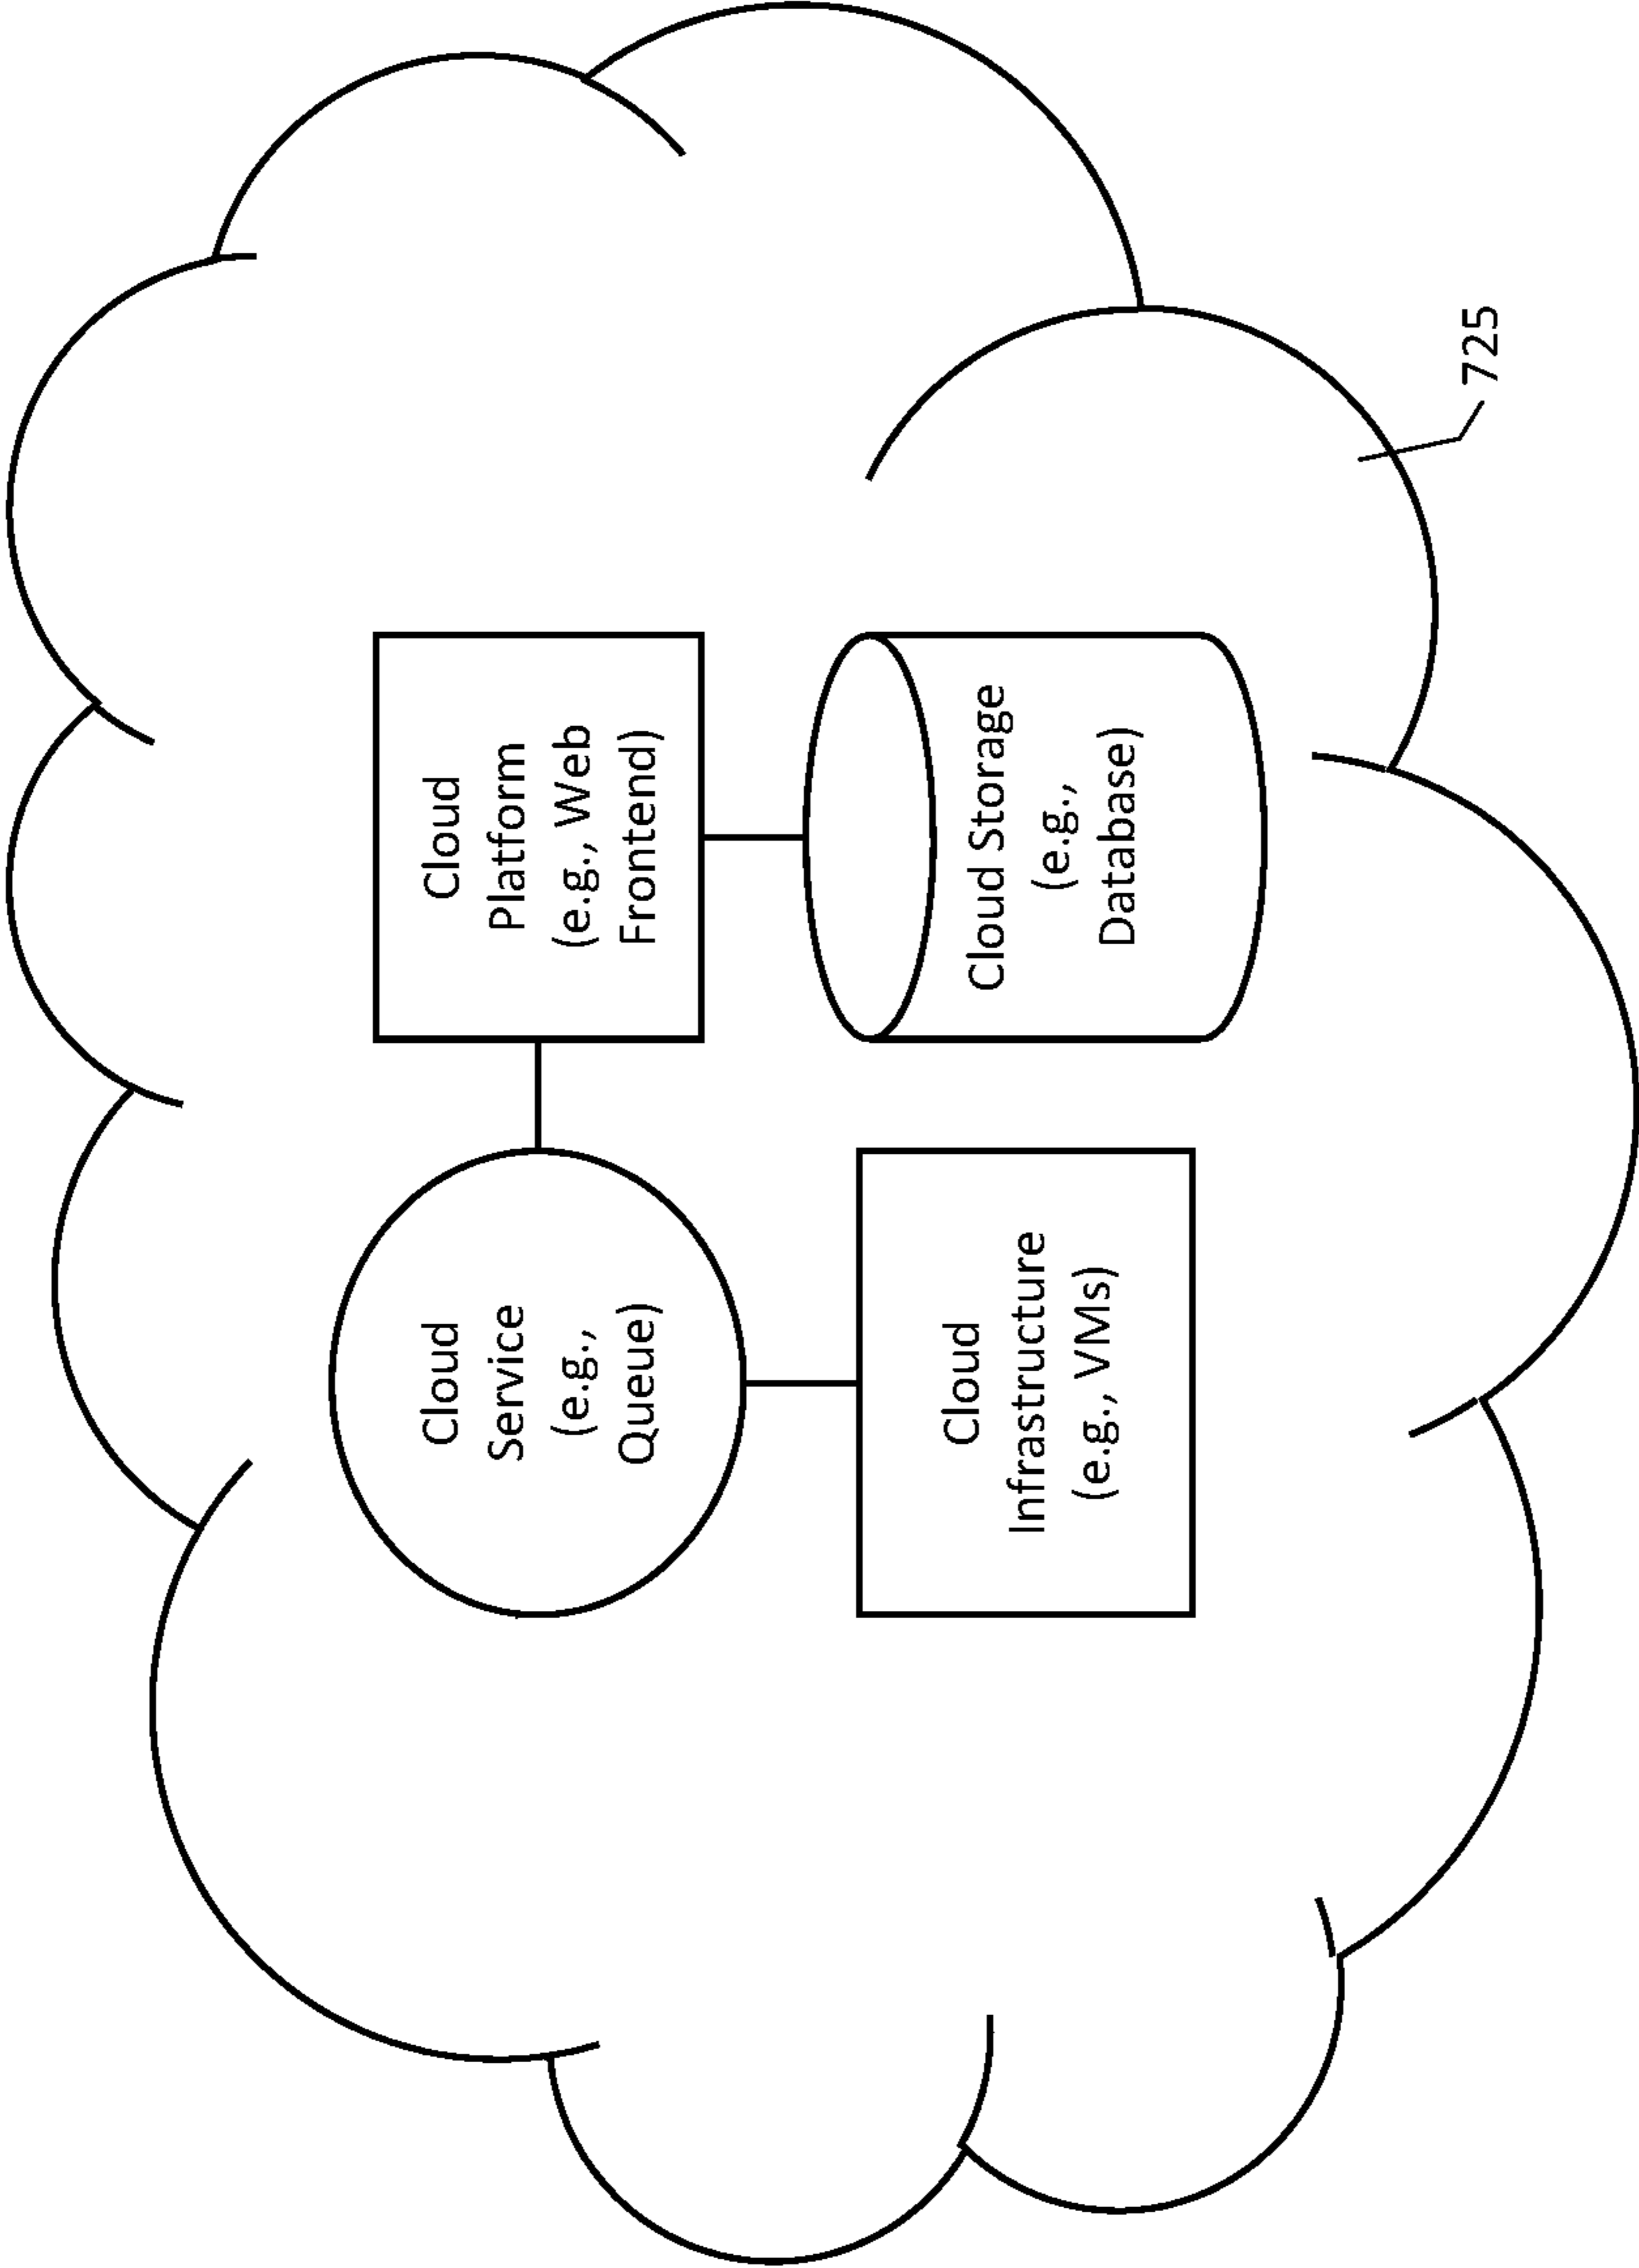 Cloud
Service
(e.g.,
Queue)
Cloud
Platform
(e.g., Web
Frontend)
Cloud
Infrastructure
(e.g., VMs)
Cloud Storage
(e.g.,
Database)
725